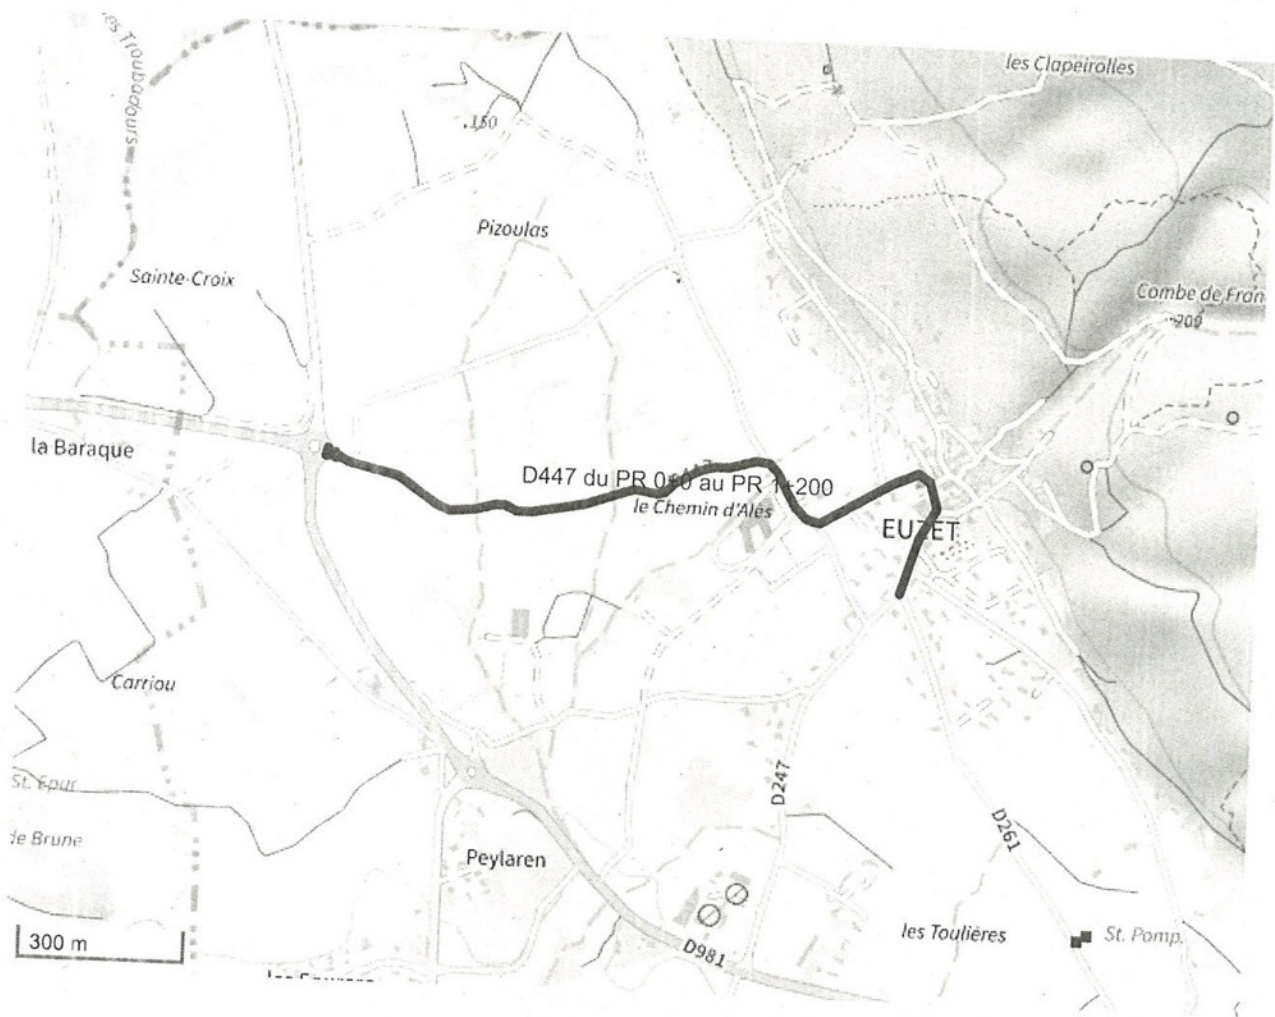 les Troubadours
les Clapeirolles
.150
Pizoulas
Sainte-Croix
Combe de Fran
209
la Baraque
D447 du PR 0+0 au PR 1+200
le Chemin d'Alès
EUZET
Carriou
St. Epur
de Brune
D247
D261
Peylaren
300 m
D981
les Toulières
St. Pomp.